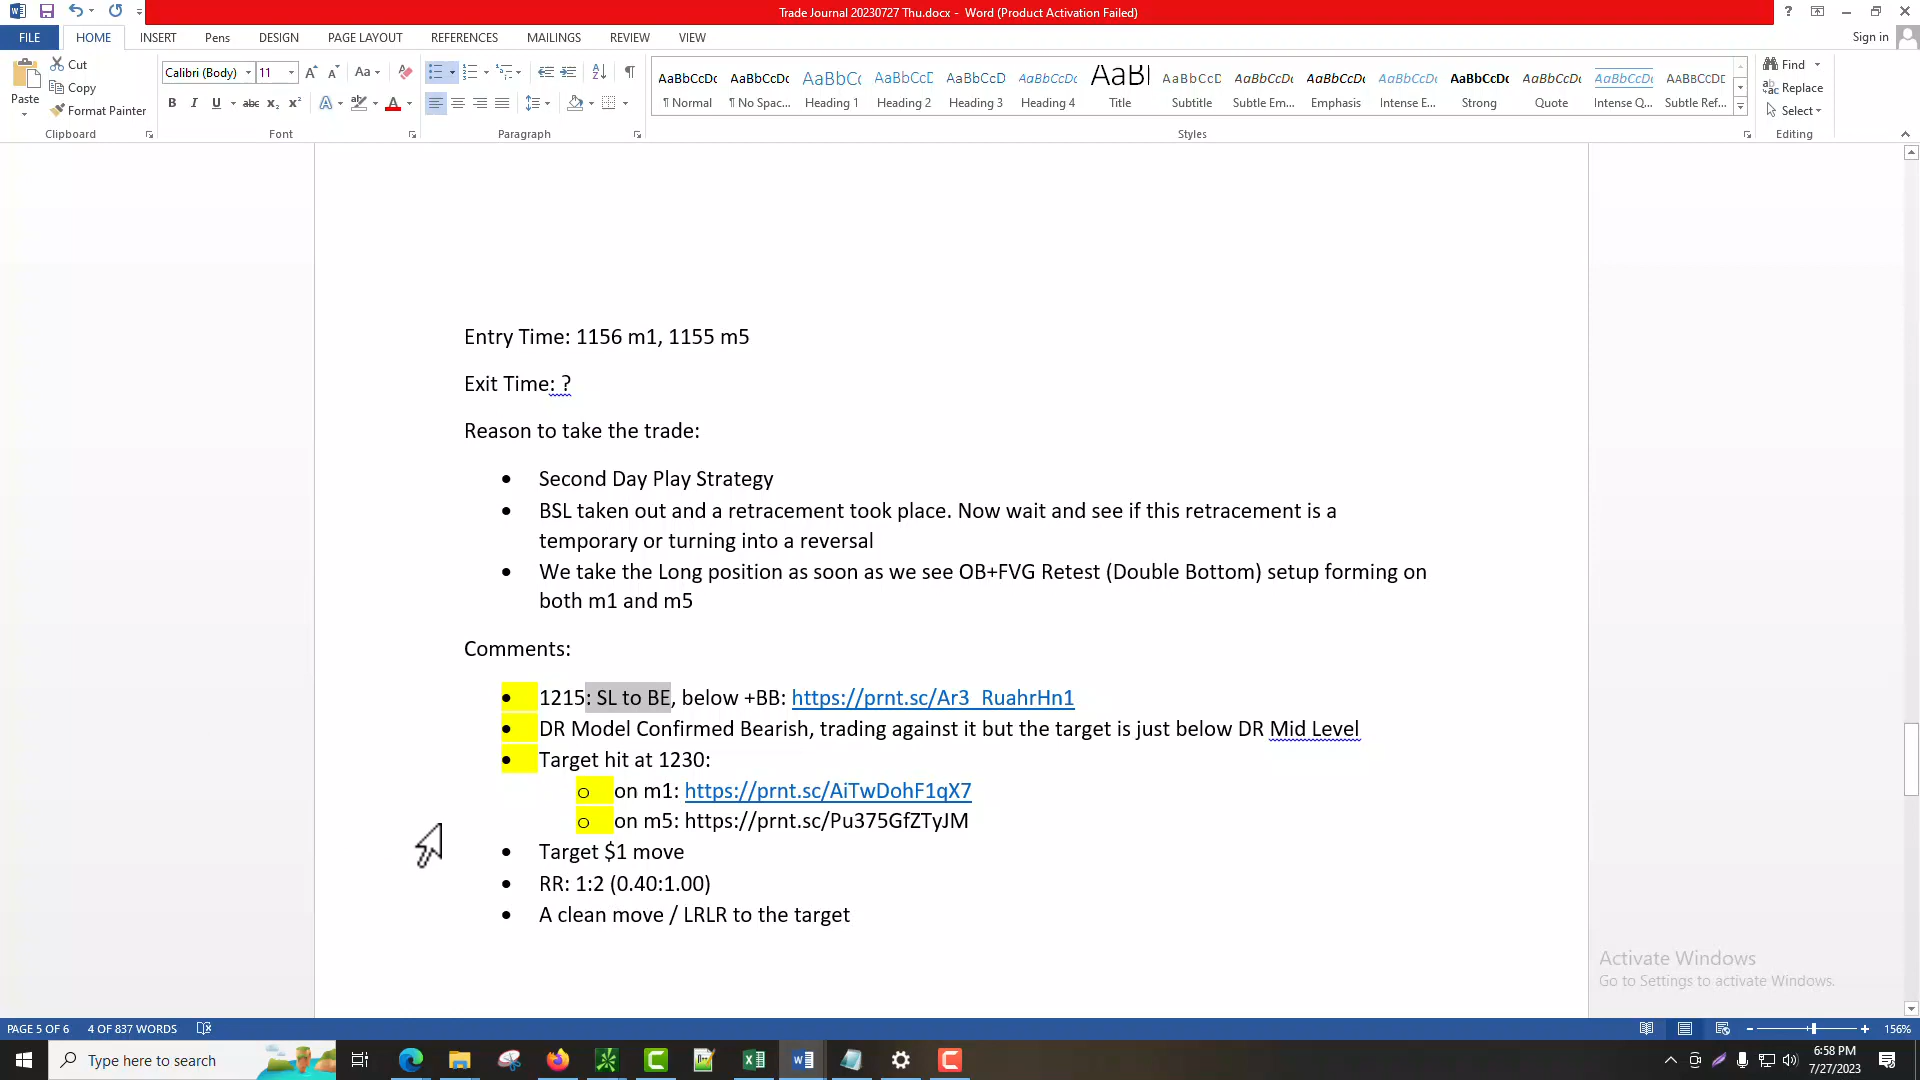 Trade Journal 20230727 Thu.docx - Word (Product Activation Failed)
FILE HOME INSERT Pens DESIGN PAGE LAYOUT REFERENCES MAILINGS REVIEW VIEW Sign in
Paste Cut Copy Format Painter
Calibri (Body) 11
AaBbCcDc AaBbCcDc AaBbCc AaBbCcD AaBbCcD AaBbCcDc AaBl AaBbCcD AaBbCcDc AaBbCcDc AaBbCcDc AaBbCcDc AaBbCcDc AaBbCcDc AABBCCDE
¶ Normal ¶ No Spac... Heading 1 Heading 2 Heading 3 Heading 4 Title Subtitle Subtle Em... Emphasis Intense E... Strong Quote Intense Q... Subtle Ref...
Find Replace Select
Clipboard Font Paragraph Styles Editing
Entry Time: 1156 m1, 1155 m5
Exit Time: ?
Reason to take the trade:
• Second Day Play Strategy
• BSL taken out and a retracement took place. Now wait and see if this retracement is a
temporary or turning into a reversal
• We take the Long position as soon as we see OB+FVG Retest (Double Bottom) setup forming on
both m1 and m5
Comments:
• 1215: SL to BE, below +BB: https://prnt.sc/Ar3_RuahrHn1
• DR Model Confirmed Bearish, trading against it but the target is just below DR Mid Level
• Target hit at 1230:
o on m1: https://prnt.sc/AiTwDohF1qX7
o on m5: https://prnt.sc/Pu375GfZTyJM
• Target $1 move
• RR: 1:2 (0.40:1.00)
• A clean move / LRLR to the target
Activate Windows
Go to Settings to activate Windows.
PAGE 5 OF 6 4 OF 837 WORDS 156%
Type here to search
6:58 PM
7/27/2023